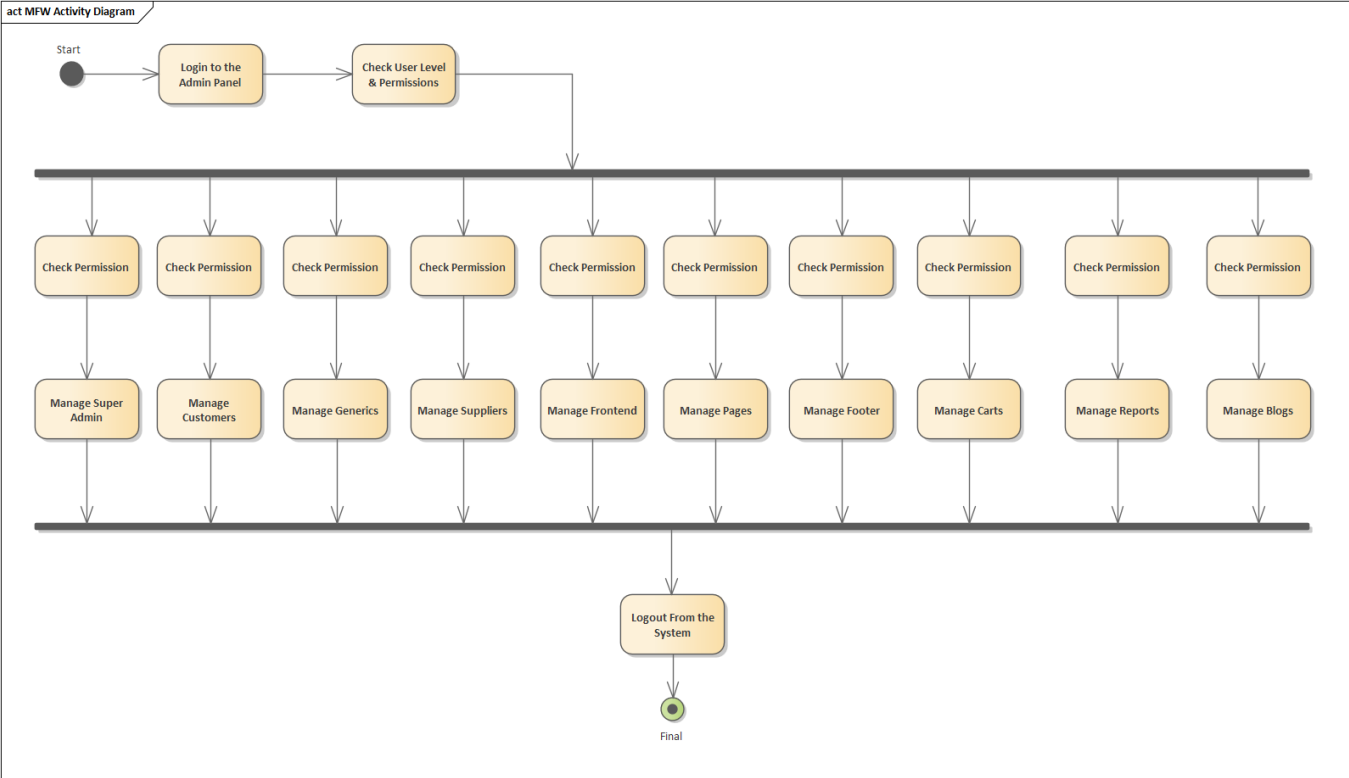 act MFW Activity Diagram
Start
Login to the
Admin Panel
Check User Level
& Permissions
Check Permission
Check Permission
Check Permission
Check Permission
Check Permission
Check Permission
Check Permission
Check Permission
Check Permission
Check Permission
Manage Super
Admin
Manage
Customers
Manage Generics
Manage Suppliers
Manage Frontend
Manage Pages
Manage Footer
Manage Carts
Manage Reports
Manage Blogs
Logout From the
System
Final